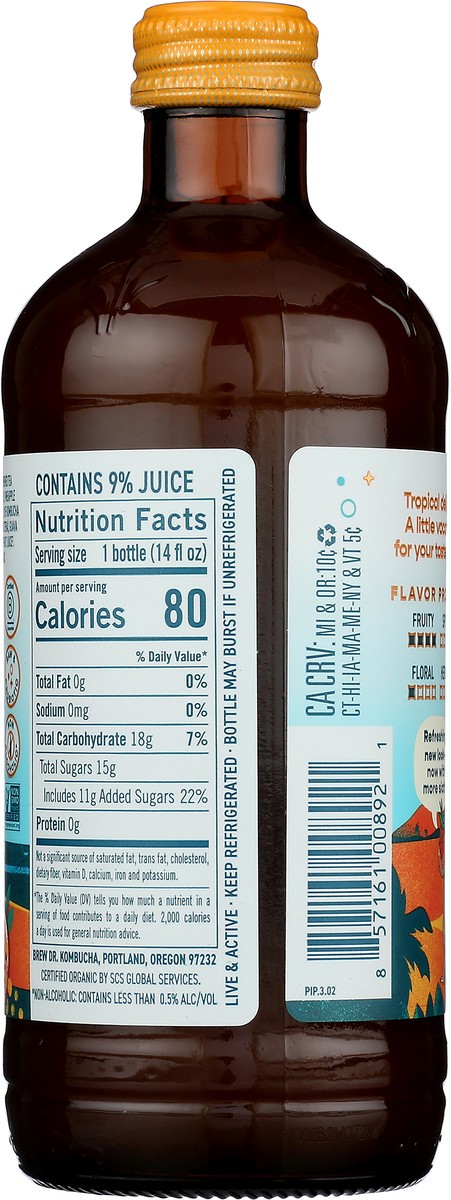 CONTAINS 9% JUICE
Nutrition Facts
Serving size 1 bottle (14 fl oz)
Amount per serving
Calories 80
% Daily Value*
Total Fat 0g 0%
Sodium 0mg 0%
Total Carbohydrate 18g 7%
Total Sugars 15g
Includes 11g Added Sugars 22%
Protein 0g
Not a significant source of saturated fat, trans fat, cholesterol,
dietary fiber, vitamin D, calcium, iron and potassium.
*The % Daily Value (DV) tells you how much a nutrient in a
serving of food contributes to a daily diet. 2,000 calories
a day is used for general nutrition advice.
BREW DR. KOMBUCHA, PORTLAND, OREGON 97232
CERTIFIED ORGANIC BY SCS GLOBAL SERVICES.
*NON-ALCOHOLIC: CONTAINS LESS THAN 0.5% ALC/VOL
LIVE & ACTIVE · KEEP REFRIGERATED · BOTTLE MAY BURST IF UNREFRIGERATED
CA CRV: MI & OR:10¢
CT-HI-IA-MA-ME-NY & VT 5¢
8 57161 00892 1
PIP.3.02
Tropical
A little
for your
FLAVOR
FRUITY
FLORAL
Refreshing
new look
now with
more